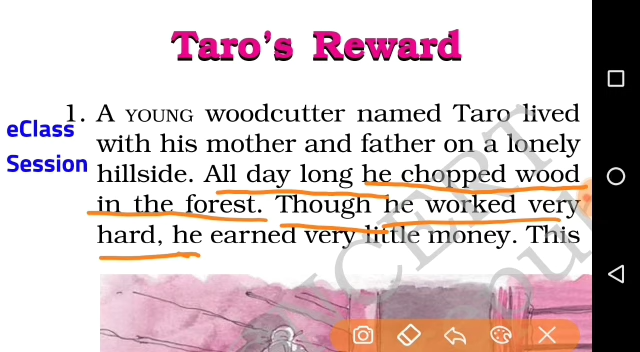 Taro's Reward
eClass
Session
1. A YOUNG woodcutter named Taro lived
with his mother and father on a lonely
hillside. All day long he chopped wood
in the forest. Though he worked very
hard, he earned very little money. This
NCERT